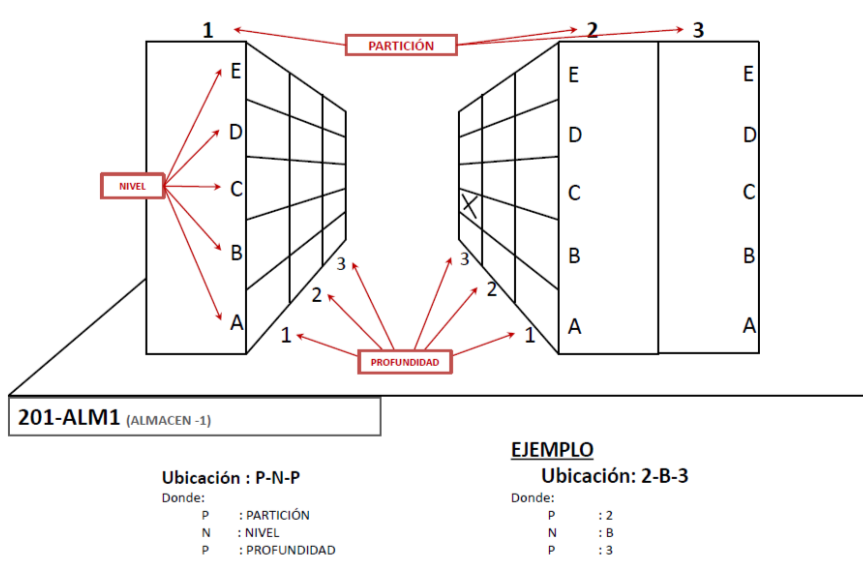 1 2 3
PARTICIÓN
E E E
D D D
NIVEL C C C
X
B B B
3 3
2 2
A A A
1 1
PROFUNDIDAD
201-ALM1 (ALMACEN -1)
EJEMPLO
Ubicación : P-N-P
Donde:
P : PARTICIÓN
N : NIVEL
P : PROFUNDIDAD
Ubicación: 2-B-3
Donde:
P : 2
N : B
P : 3